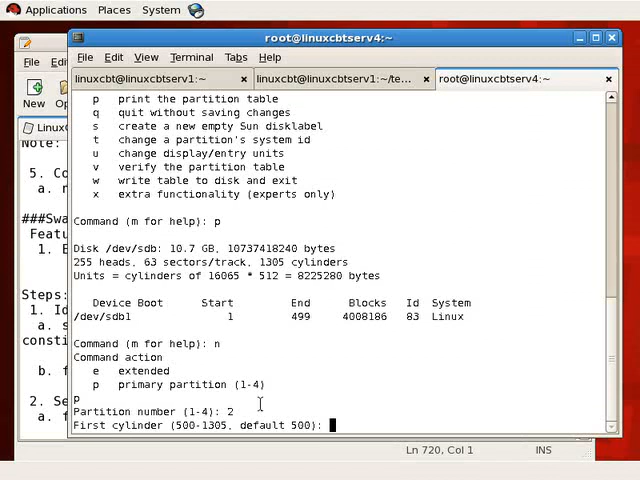 Applications Places System
root@linuxcbtserv4:~
File Edit View Terminal Tabs Help
linuxcbt@linuxcbtserv1:~
linuxcbt@linuxcbtserv1:~/te...
root@linuxcbtserv4:~
File
New
Note:
5. Co
a. n
###Swa
Featu
1. E
Steps:
1. Id
a. s
consti
b. f
2. Se
a. f
p print the partition table
q quit without saving changes
s create a new empty Sun disklabel
t change a partition's system id
u change display/entry units
v verify the partition table
w write table to disk and exit
x extra functionality (experts only)
Command (m for help): p
Disk /dev/sdb: 10.7 GB, 10737418240 bytes
255 heads, 63 sectors/track, 1305 cylinders
Units = cylinders of 16065 * 512 = 8225280 bytes
Device Boot Start End Blocks Id System
/dev/sdb1 1 499 4008186 83 Linux
Command (m for help): n
Command action
e extended
p primary partition (1-4)
p
Partition number (1-4): 2
First cylinder (500-1305, default 500):
Ln 720, Col 1 INS